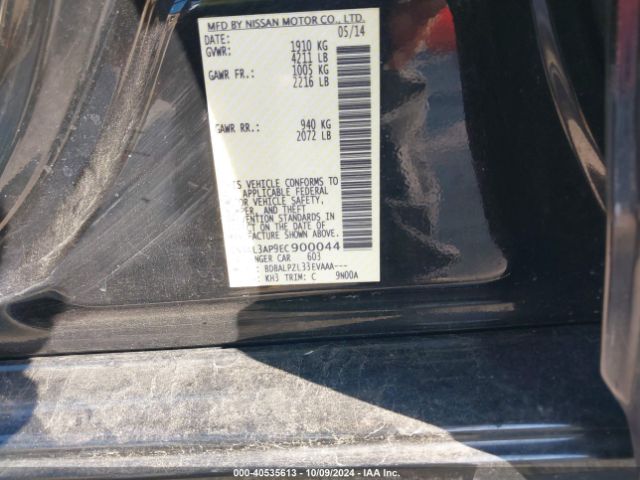 MFD BY NISSAN MOTOR CO., LTD.
DATE: 05/14
GVWR: 1910 KG
4211 LB
GAWR FR.: 1005 KG
2216 LB
GAWR RR.: 940 KG
2072 LB
VEHICLE CONFORMS TO
APPLICABLE FEDERAL
VEHICLE SAFETY,
AND THEFT
STANDARDS IN
ON THE DATE OF
SHOWN ABOVE.
L3AP9EC900044
CAR 603
BDBALPZL33EVAAA---
KH3 TRIM: C 9N00A
000-40535613 - 10/09/2024 - IAA Inc.